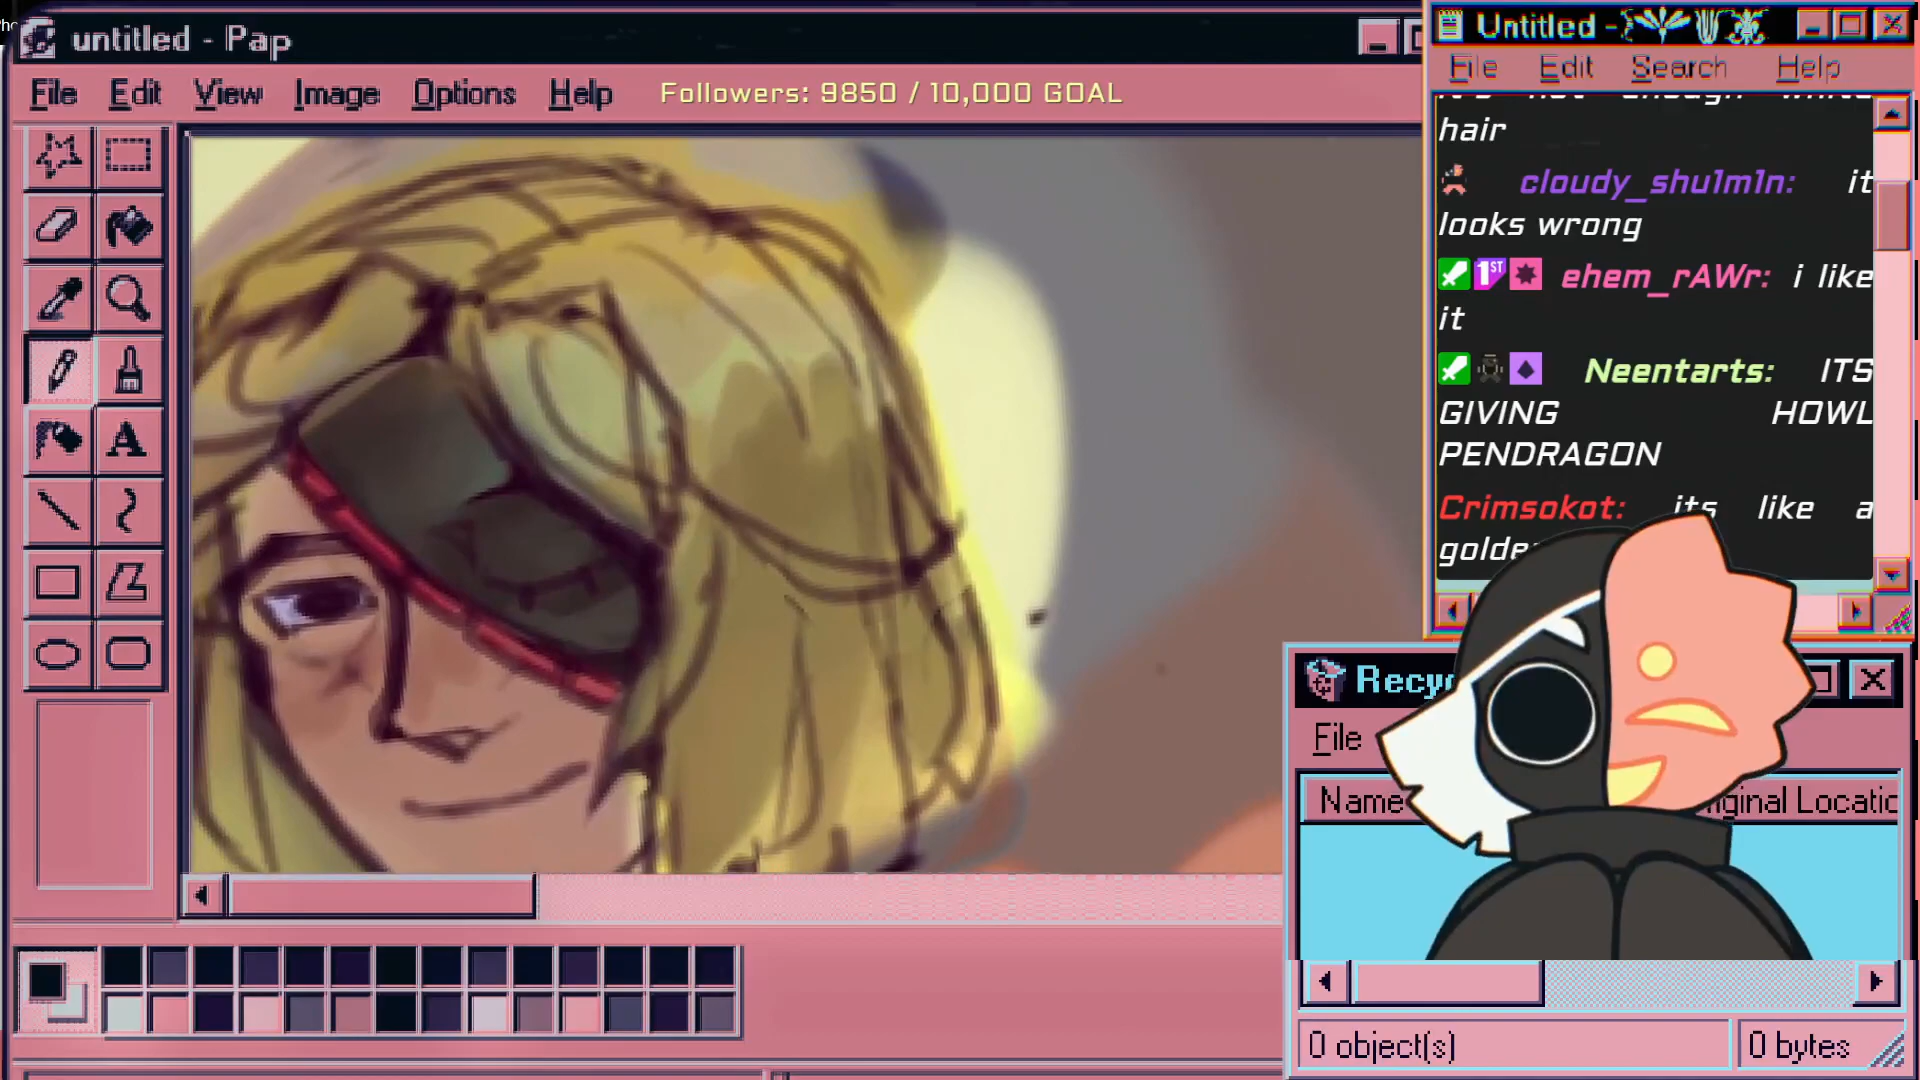 untitled - Pap
File Edit View Image Options Help
Followers: 9850 / 10,000 GOAL
A
Untitled -
File Edit Search Help
hair
cloudy_shu1m1n: it
looks wrong
1ST ehem_rAWr: i like
it
Neentarts: ITS
GIVING HOWL
PENDRAGON
Crimsokot: its like a
File
Name
0 object(s)
0 bytes